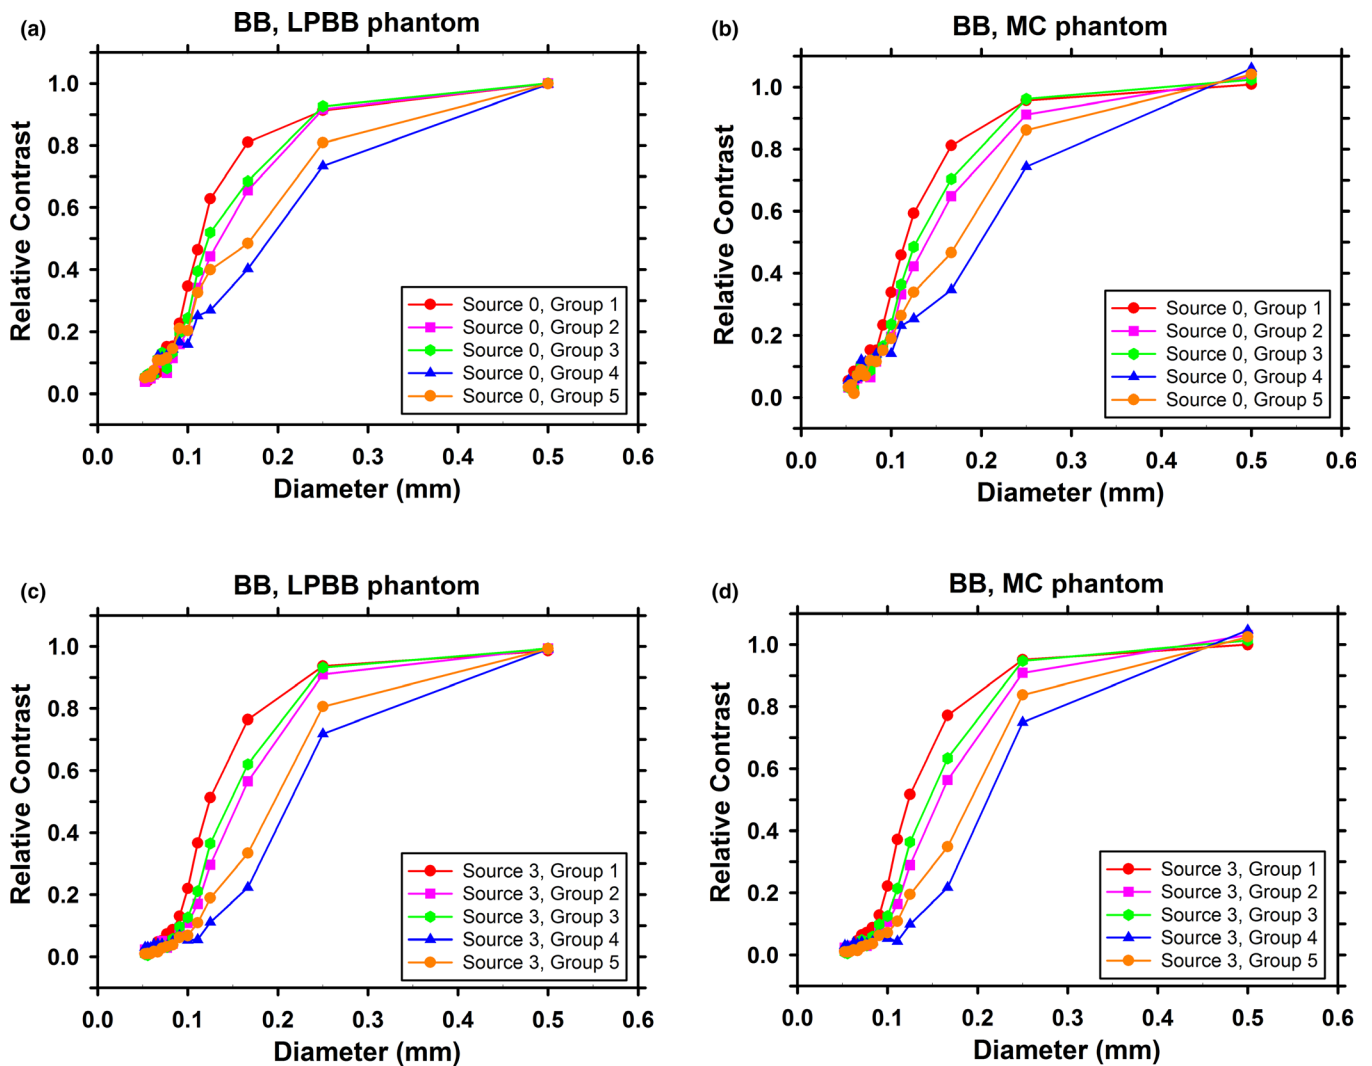 (a)
BB, LPBB phantom
Relative Contrast
1.0
0.8
0.6
0.4
0.2
0.0
Source 0, Group 1
Source 0, Group 2
Source 0, Group 3
Source 0, Group 4
Source 0, Group 5
0.0 0.1 0.2 0.3 0.4 0.5 0.6
Diameter (mm)
(b)
BB, MC phantom
Relative Contrast
1.0
0.8
0.6
0.4
0.2
0.0
Source 0, Group 1
Source 0, Group 2
Source 0, Group 3
Source 0, Group 4
Source 0, Group 5
0.0 0.1 0.2 0.3 0.4 0.5 0.6
Diameter (mm)
(c)
BB, LPBB phantom
Relative Contrast
1.0
0.8
0.6
0.4
0.2
0.0
Source 3, Group 1
Source 3, Group 2
Source 3, Group 3
Source 3, Group 4
Source 3, Group 5
0.0 0.1 0.2 0.3 0.4 0.5 0.6
Diameter (mm)
(d)
BB, MC phantom
Relative Contrast
1.0
0.8
0.6
0.4
0.2
0.0
Source 3, Group 1
Source 3, Group 2
Source 3, Group 3
Source 3, Group 4
Source 3, Group 5
0.0 0.1 0.2 0.3 0.4 0.5 0.6
Diameter (mm)